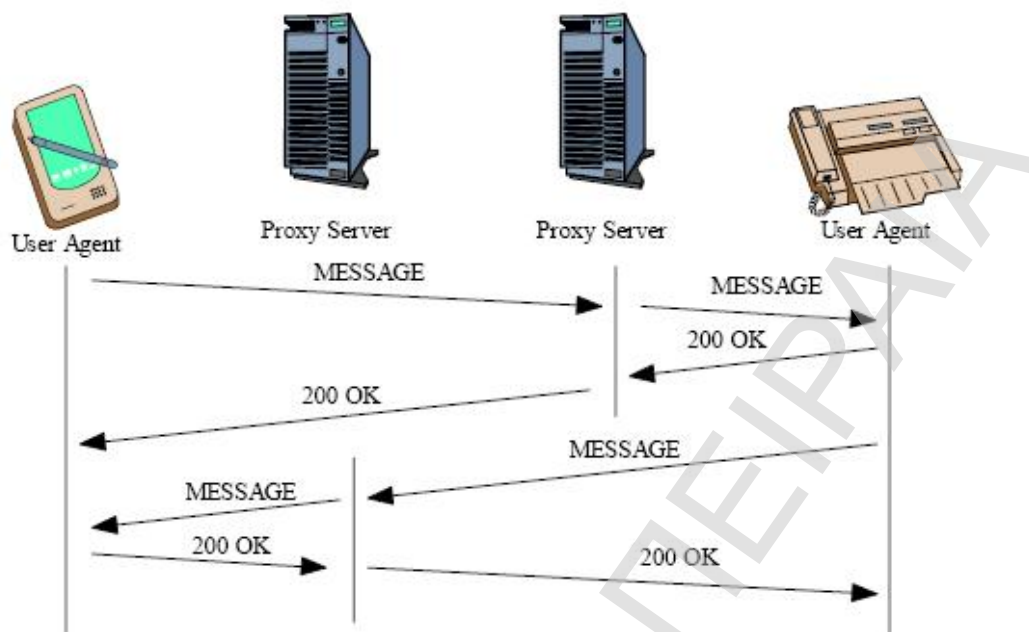 User Agent
Proxy Server
Proxy Server
User Agent
MESSAGE
MESSAGE
200 OK
200 OK
MESSAGE
MESSAGE
200 OK
200 OK
ΠΕΙΡΑΙΑ